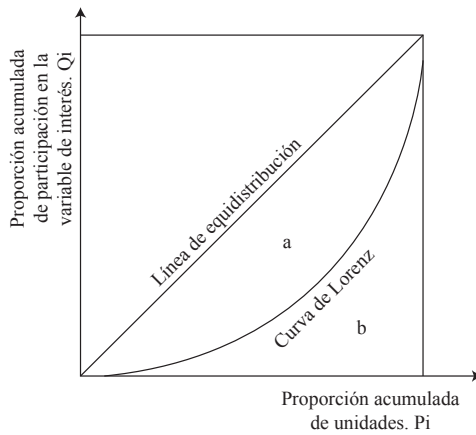 Proporción acumulada
de participación en la
variable de interés. Qi
Línea de equidistribución
a
Curva de Lorenz
b
Proporción acumulada
de unidades. Pi